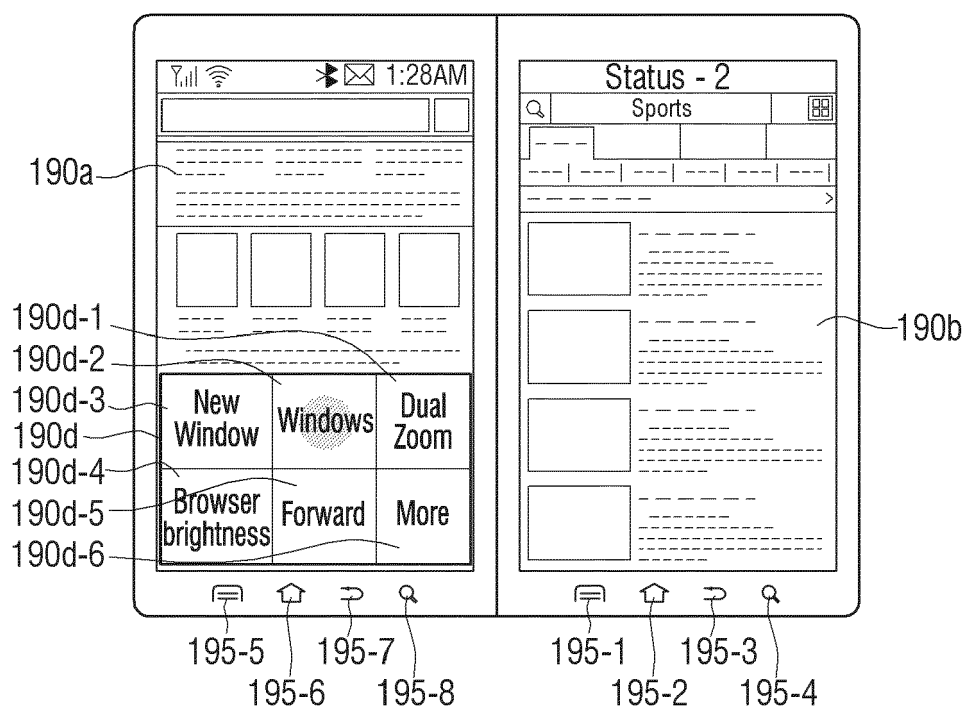 1:28AM
Status - 2
Sports
190a
190b
190d-1
190d-2
190d-3
190d
190d-4
190d-5
190d-6
New
Window
Windows
Dual
Zoom
Browser
brightness
Forward
More
195-5
195-6
195-7
195-8
195-1
195-2
195-3
195-4